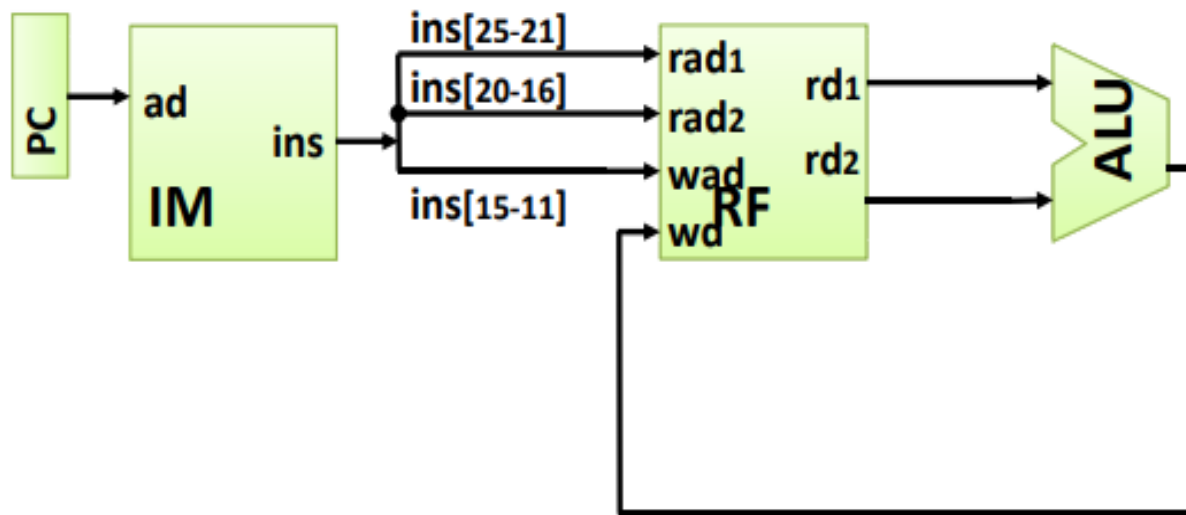 PC
ad
ins
IM
ins[25-21]
ins[20-16]
ins[15-11]
rad1
rad2
wad
wd
RF
rd1
rd2
ALU